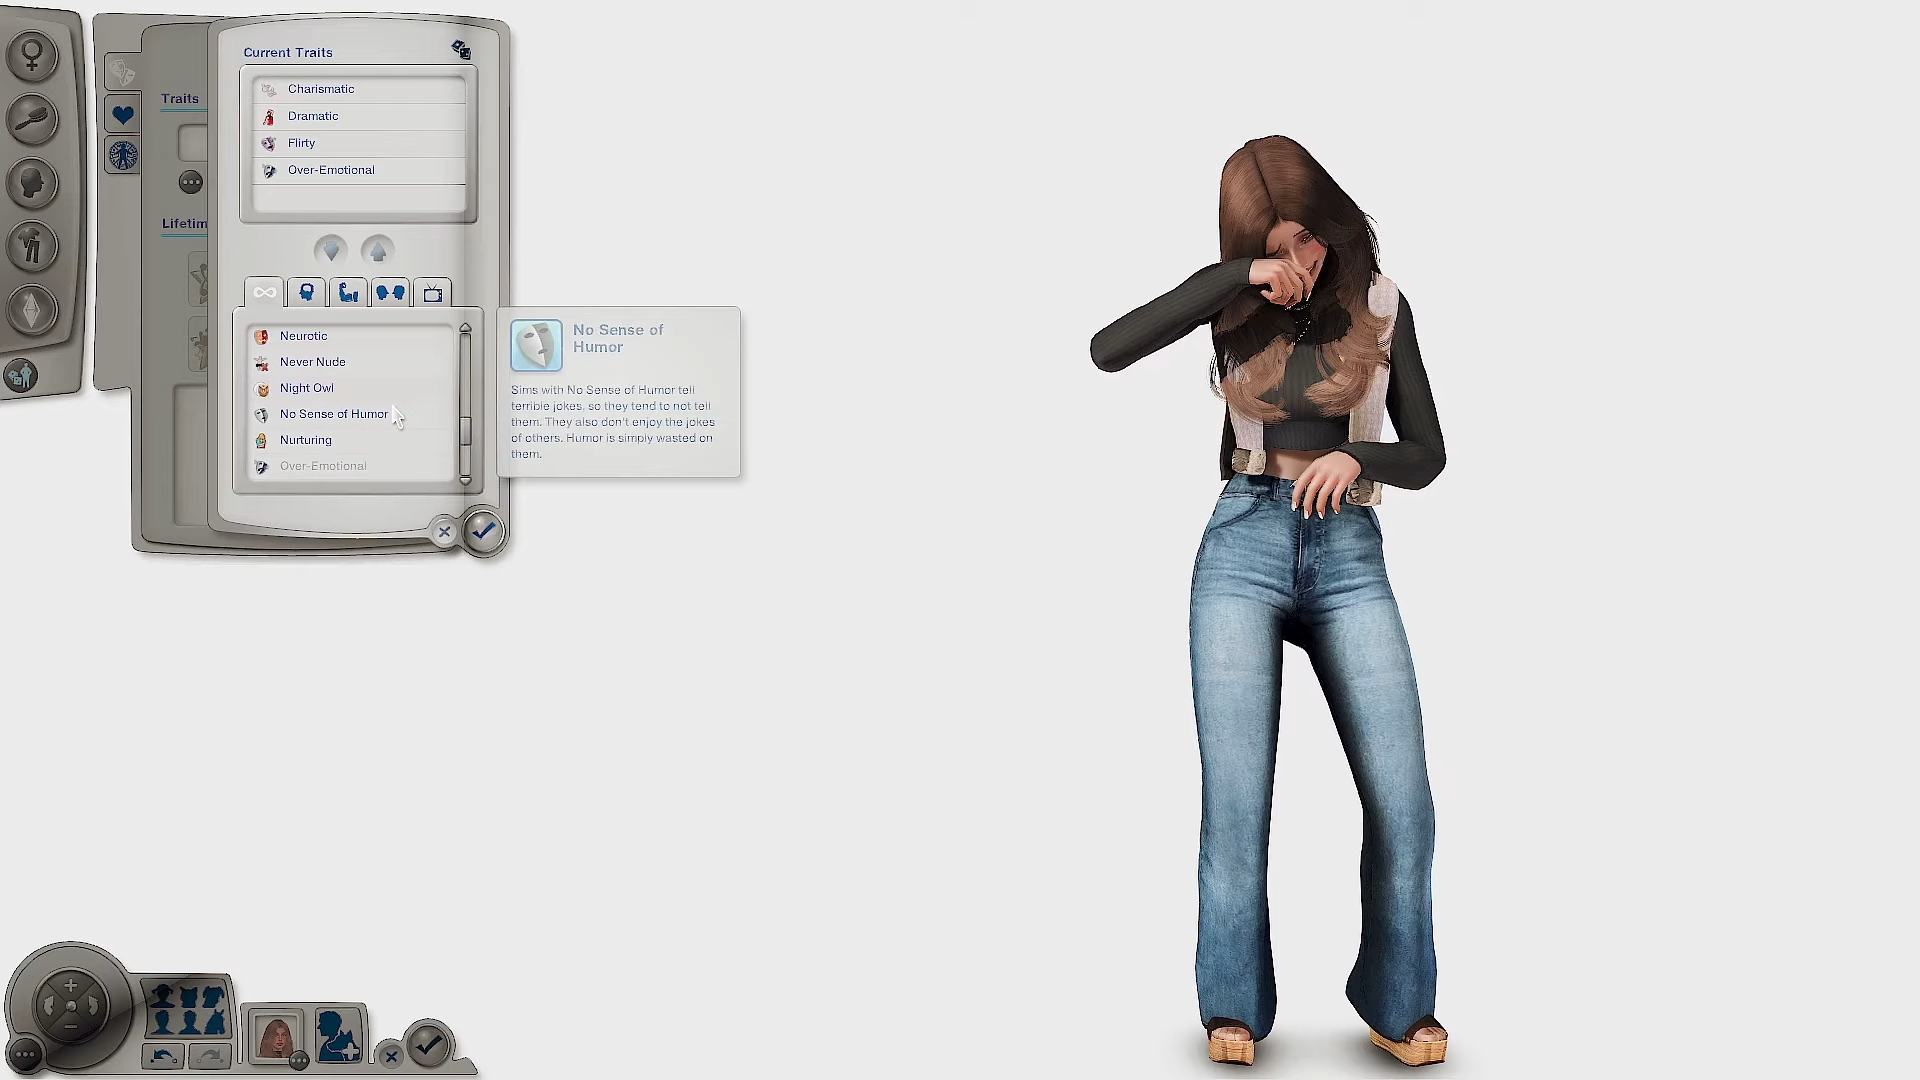 Current Traits
Charismatic
Dramatic
Flirty
Over-Emotional
Traits
Lifetim
Neurotic
Never Nude
Night Owl
No Sense of Humor
Nurturing
Over-Emotional
No Sense of
Humor
Sims with No Sense of Humor tell
terrible jokes, so they tend to not tell
them. They also don't enjoy the jokes
of others. Humor is simply wasted on
them.